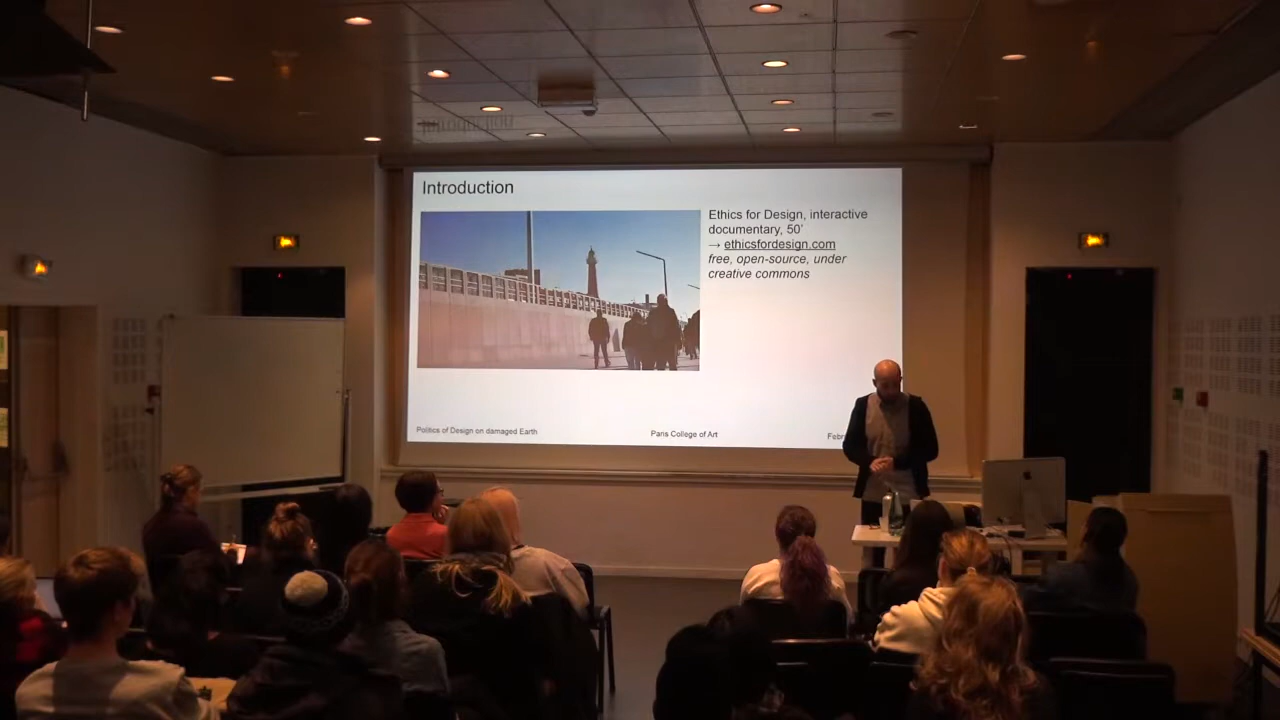 Introduction
Ethics for Design, interactive
documentary, 50'
→ ethicsfordesign.com
free, open-source, under
creative commons
Politics of Design on damaged Earth
Paris College of Art
Febr